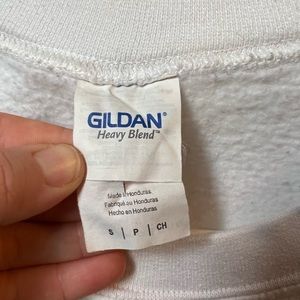 GILDAN®
Heavy Blend™
Made in Honduras
Fabriqué au Honduras
Hecho en Honduras
S | P | CH